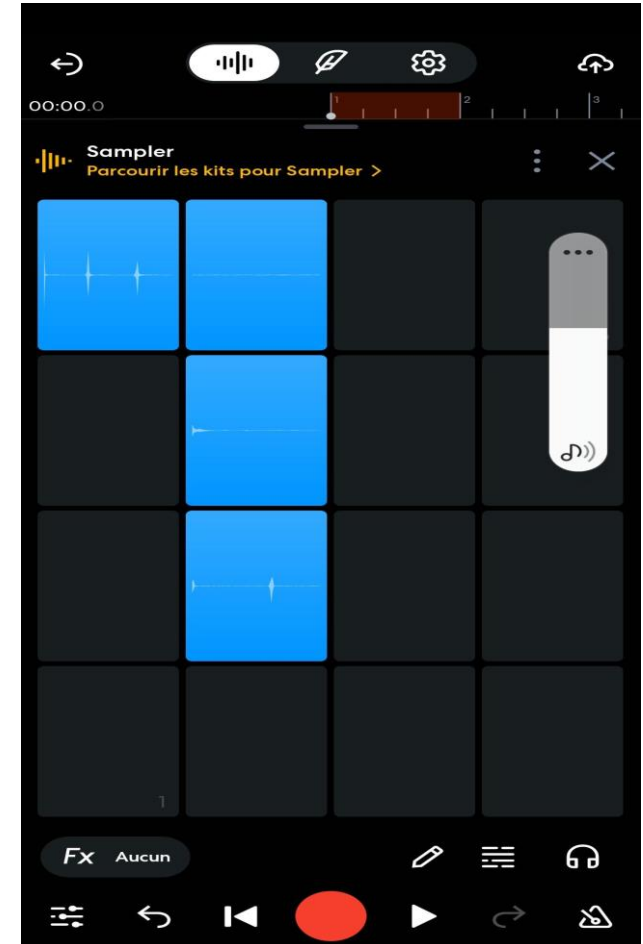 00:00.0
1 2 3
Sampler
Parcourir les kits pour Sampler >
1
Fx Aucun